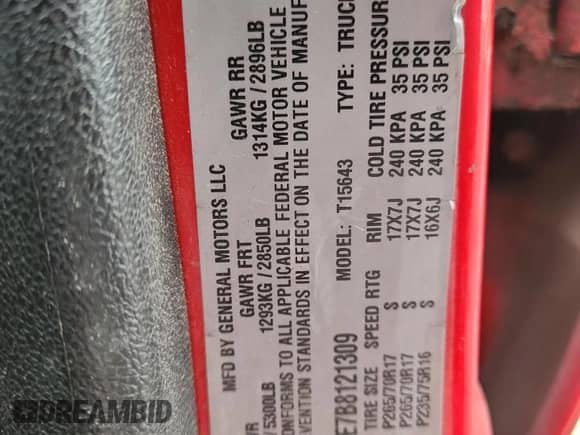 MFD BY GENERAL MOTORS LLC
GAWR FRT GAWR RR
5300LB 1293KG/2850LB 1314KG/2896LB
TO ALL APPLICABLE FEDERAL MOTOR VEHICLE
STANDARDS IN EFFECT ON THE DATE OF
E7B8121309 MODEL: T15643 TYPE: TRUCK
TIRE SIZE SPEED RTG RIM COLD TIRE PRESSUR
P265/70R17 S 17X7J 240 KPA 35 PSI
P265/70R17 S 17X7J 240 KPA 35 PSI
P235/75R16 S 16X6J 240 KPA 35 PSI
DREAMBID